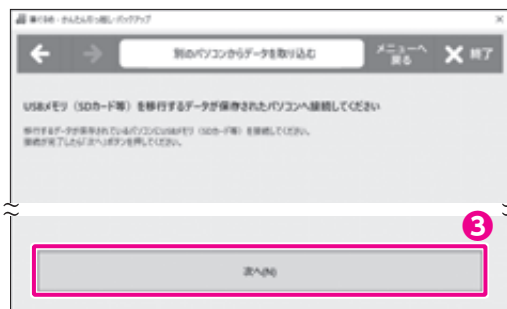 筆ぐるめ - かんたん引っ越し・バックアップ
別のパソコンからデータを取り込む
メニューへ
戻る
終了
USBメモリ（SDカード等）を移行するデータが保存されたパソコンへ接続してください
移行するデータが保存されているパソコンにUSBメモリ（SDカード等）を接続してください。
接続が完了したら「次へ」ボタンを押してください。
3
次へ(N)